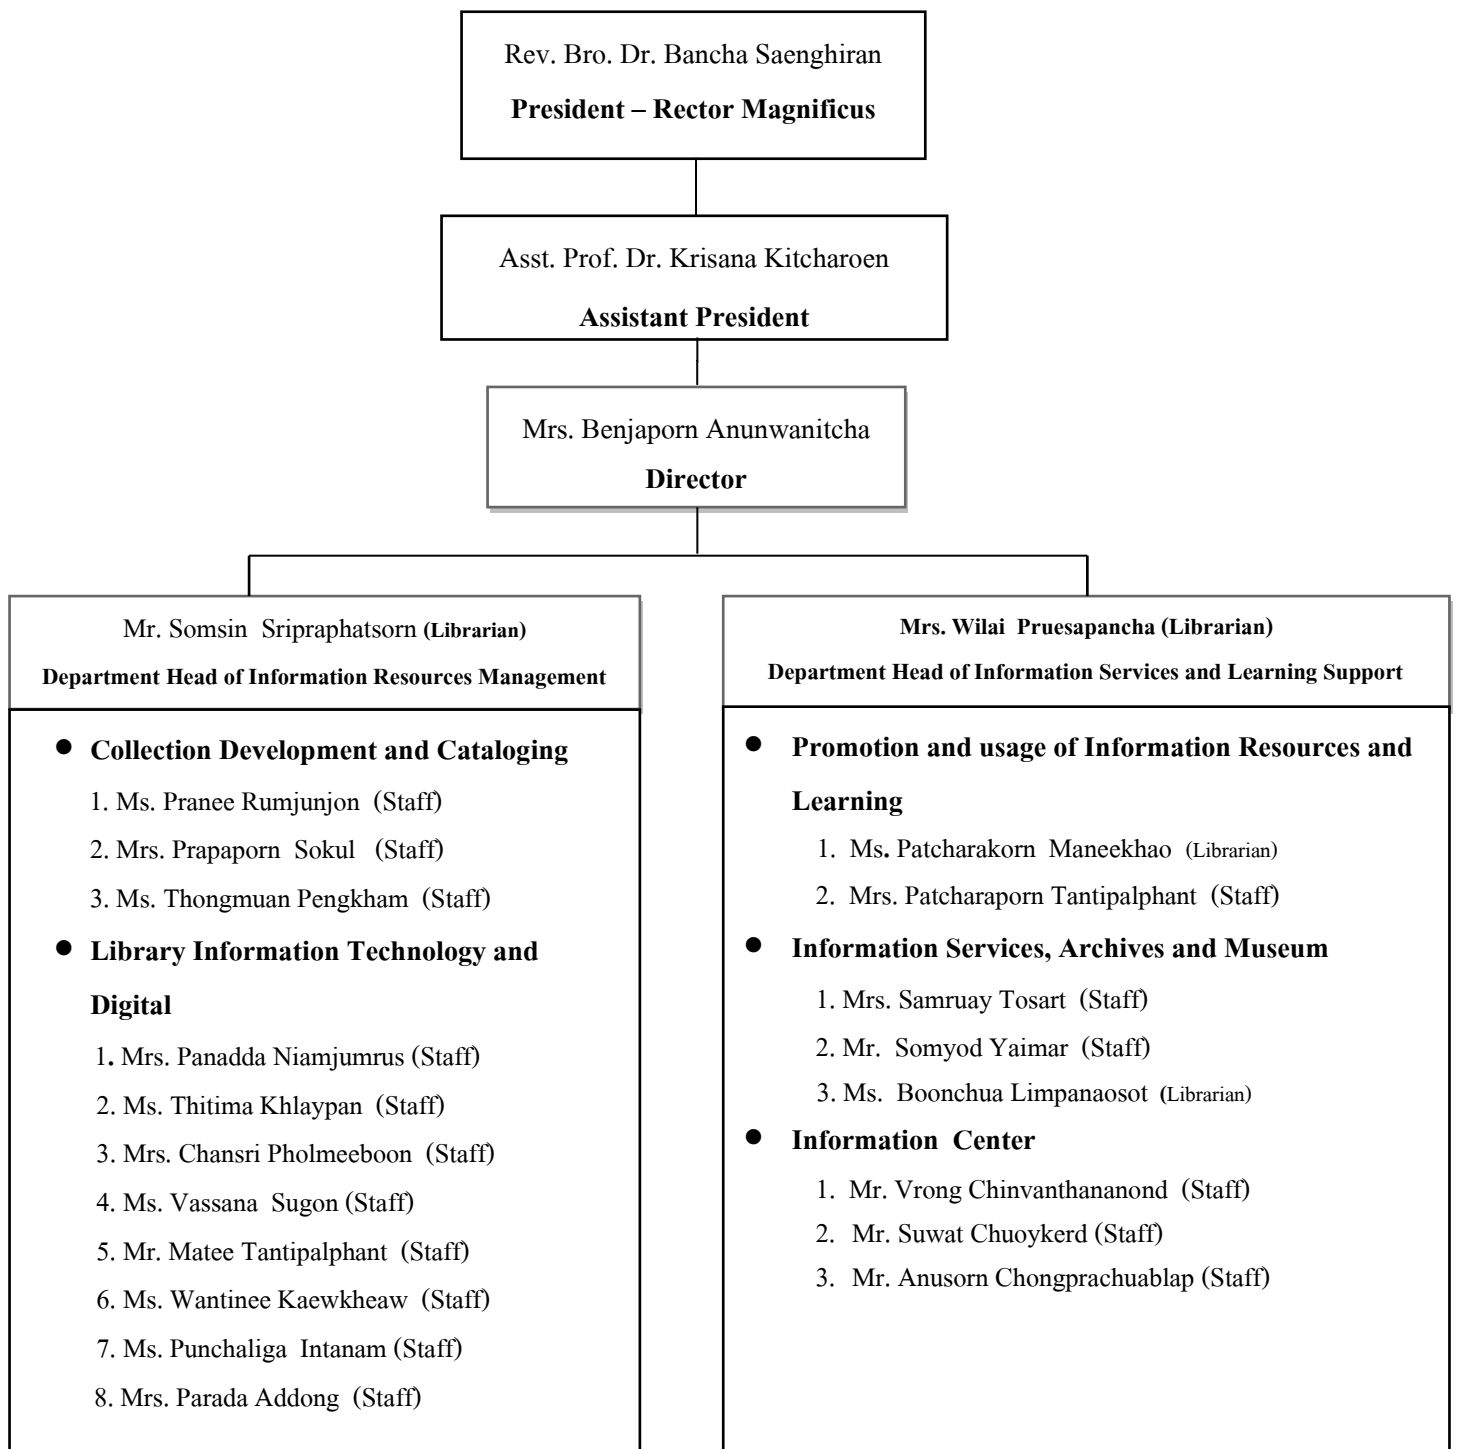 Rev. Bro. Dr. Bancha Saenghiran
President – Rector Magnificus
Asst. Prof. Dr. Krisana Kitcharoen
Assistant President
Mrs. Benjaporn Anunwanitcha
Director
Mr. Somsin Sripraphatsorn (Librarian)
Department Head of Information Resources Management
● Collection Development and Cataloging
1. Ms. Pranee Rumjunjon (Staff)
2. Mrs. Prapaporn Sokul (Staff)
3. Ms. Thongmuan Pengkham (Staff)
● Library Information Technology and
Digital
1. Mrs. Panadda Niamjumrus (Staff)
2. Ms. Thitima Khlaypan (Staff)
3. Mrs. Chansri Pholmeeboon (Staff)
4. Ms. Vassana Sugon (Staff)
5. Mr. Matee Tantipalphant (Staff)
6. Ms. Wantinee Kaewkheaw (Staff)
7. Ms. Punchaliga Intanam (Staff)
8. Mrs. Parada Addong (Staff)
Mrs. Wilai Pruesapancha (Librarian)
Department Head of Information Services and Learning Support
● Promotion and usage of Information Resources and
Learning
1. Ms. Patcharakorn Maneekhao (Librarian)
2. Mrs. Patcharaporn Tantipalphant (Staff)
● Information Services, Archives and Museum
1. Mrs. Samruay Tosart (Staff)
2. Mr. Somyod Yaimar (Staff)
3. Ms. Boonchua Limpanaosot (Librarian)
● Information Center
1. Mr. Vrong Chinvanthananond (Staff)
2. Mr. Suwat Chuoykerd (Staff)
3. Mr. Anusorn Chongprachuablap (Staff)